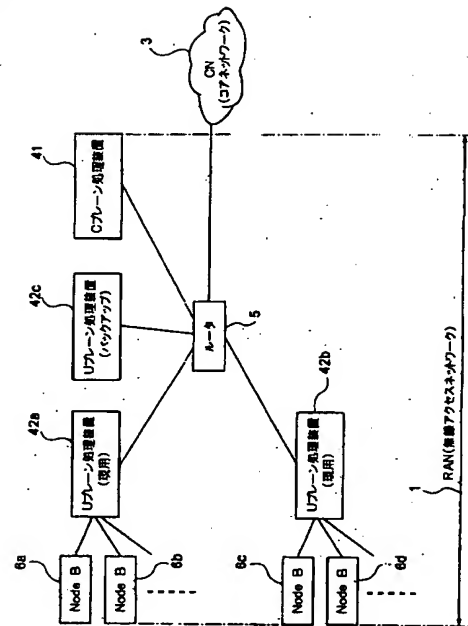 3
CN
(コアネットワーク)
41
Cプレーン処理装置
42c
Uプレーン処理装置
(バックアップ)
42a
Uプレーン処理装置
(現用)
ルータ
5
42b
Uプレーン処理装置
(現用)
6a
Node B
Node B
6b
6c
Node B
Node B
6d
1
RAN(無線アクセスネットワーク)